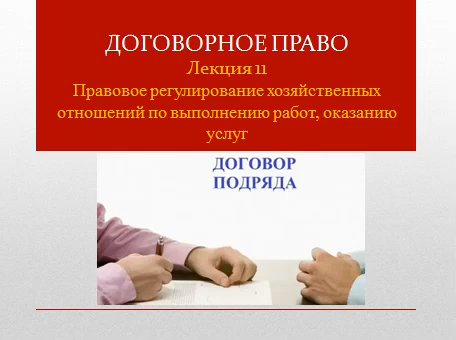 ДОГОВОРНОЕ ПРАВО
Лекция 11
Правовое регулирование хозяйственных
отношений по выполнению работ, оказанию
услуг
ДОГОВОР
ПОДРЯДА